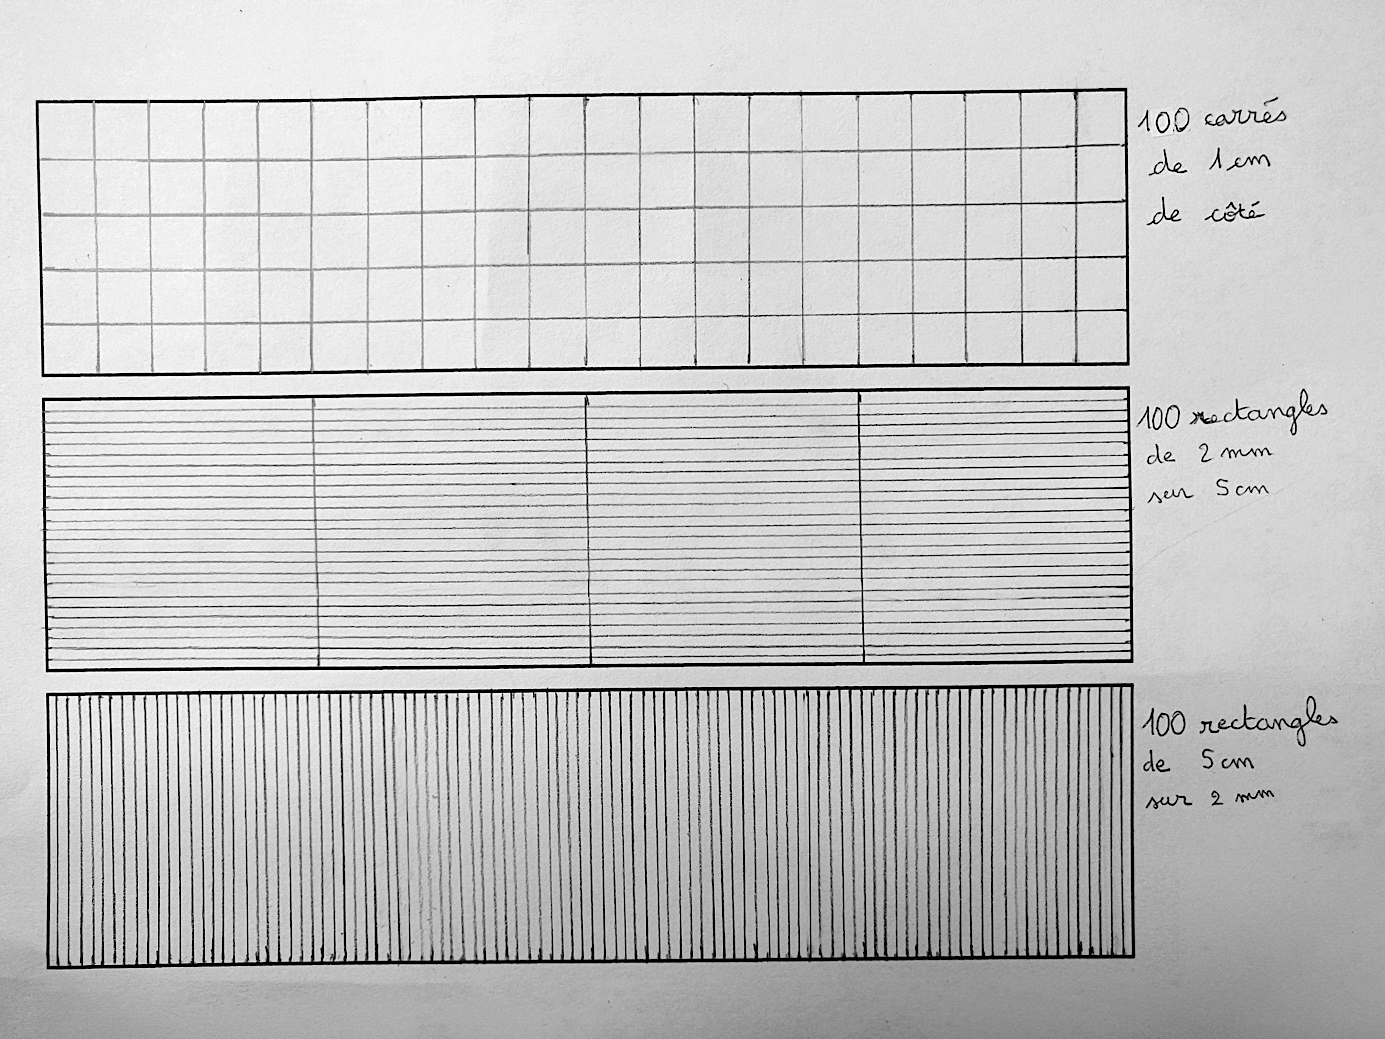 100 carrés
de 1 cm
de côté
100 rectangles
de 2 mm
sur 5 cm
100 rectangles
de 5 cm
sur 2 mm